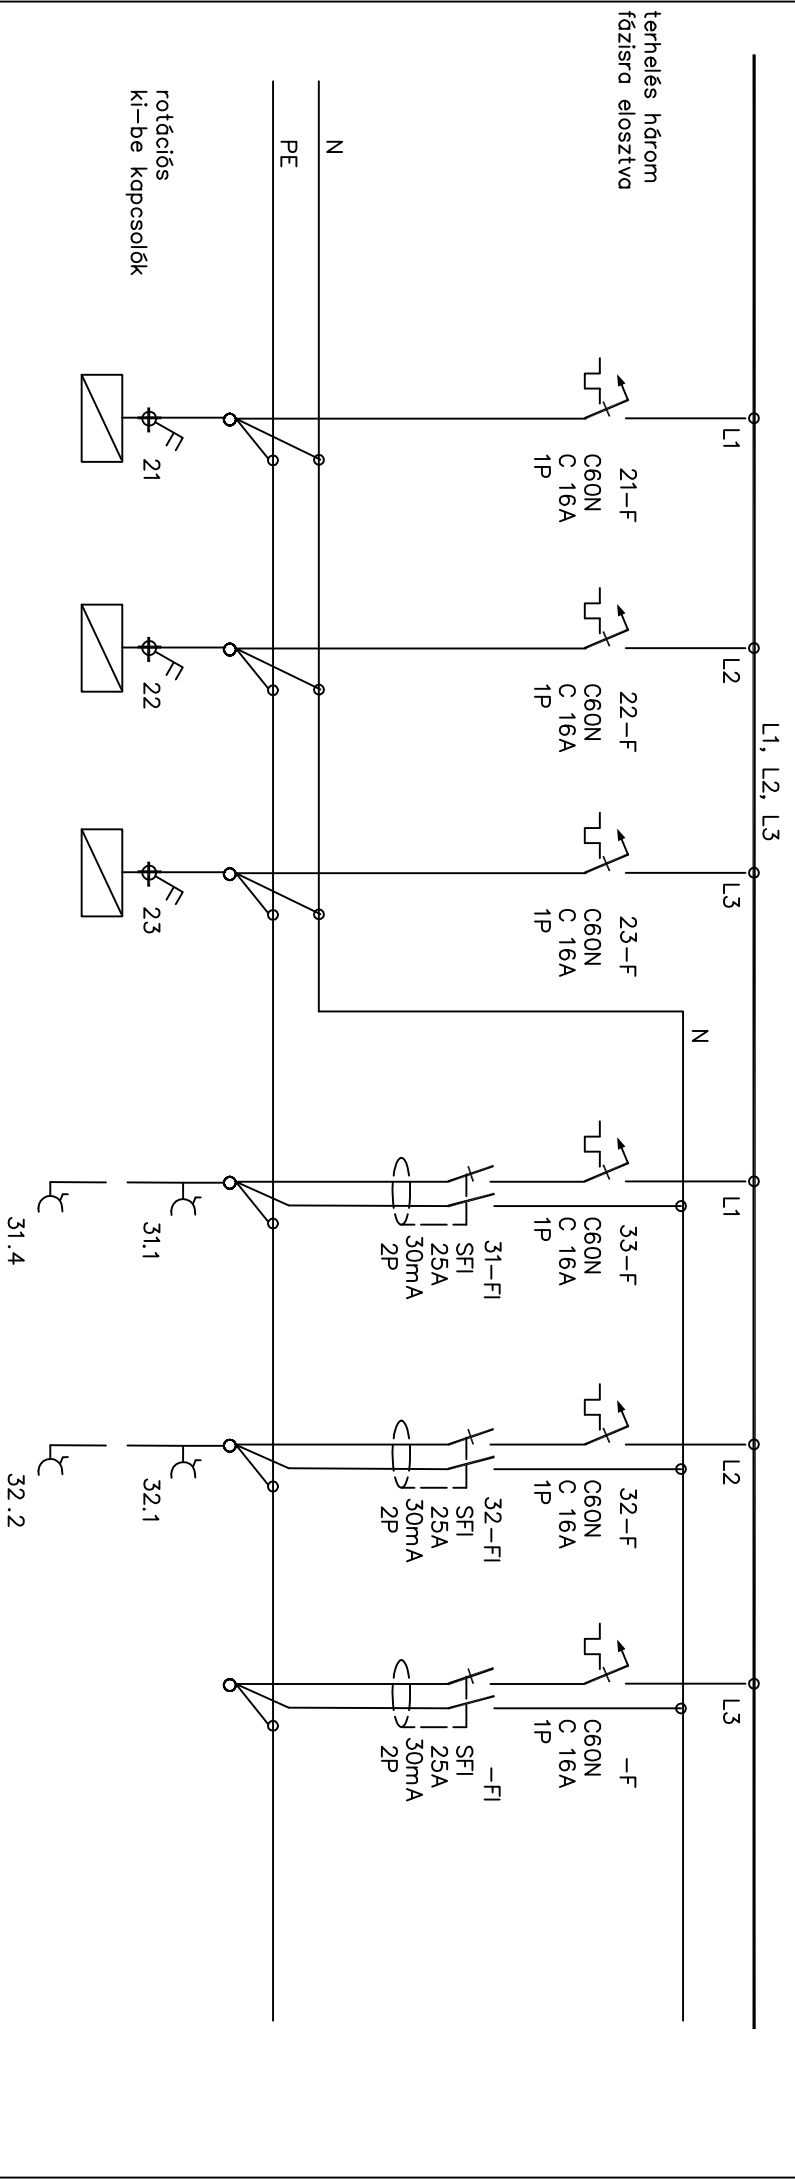 terhelés három
fázisra elosztva
L1, L2, L3
L1
L2
L3
N
L1
L2
L3
21-F
C60N
C 16A
1P
22-F
C60N
C 16A
1P
23-F
C60N
C 16A
1P
33-F
C60N
C 16A
1P
32-F
C60N
C 16A
1P
-F
C60N
C 16A
1P
31-FI
SFI
25A
30mA
2P
32-FI
SFI
25A
30mA
2P
-FI
SFI
25A
30mA
2P
N
PE
rotációs
ki-be kapcsolók
21
22
23
31.1
32.1
31.4
32.2